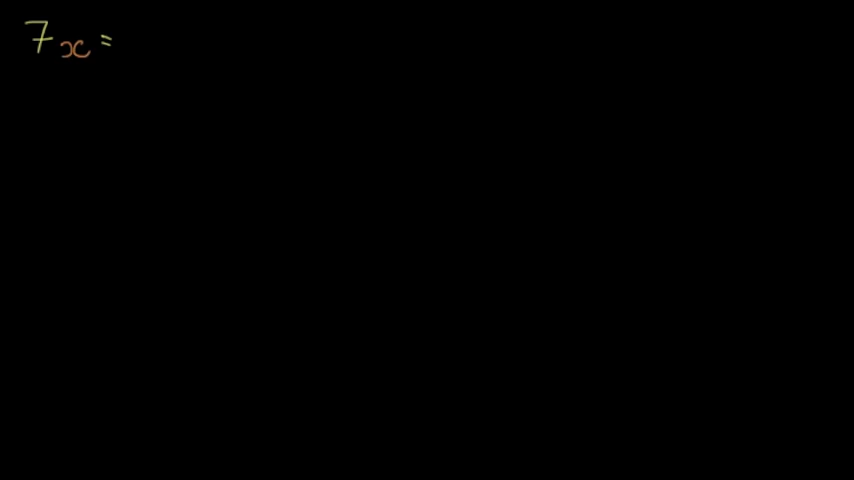 7x =